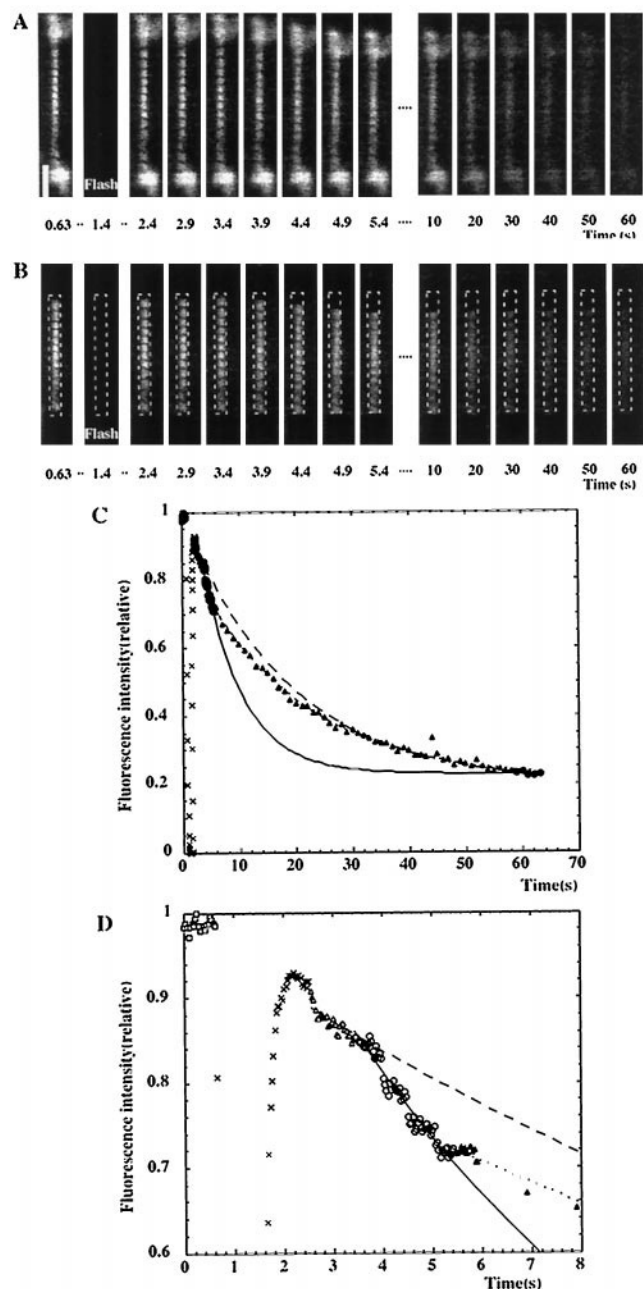 A
Flash
0.63 ·· 1.4 ·· 2.4 2.9 3.4 3.9 4.4 4.9 5.4 ···· 10 20 30 40 50 60
Time (s)
B
Flash
0.63 ·· 1.4 ·· 2.4 2.9 3.4 3.9 4.4 4.9 5.4 ···· 10 20 30 40 50 60
Time (s)
C
Fluorescence intensity(relative)
1
0.8
0.6
0.4
0.2
0
0 10 20 30 40 50 60 70
Time(s)
D
Fluorescence intensity (relative)
1
0.9
0.8
0.7
0.6
0 1 2 3 4 5 6 7 8
Time(s)